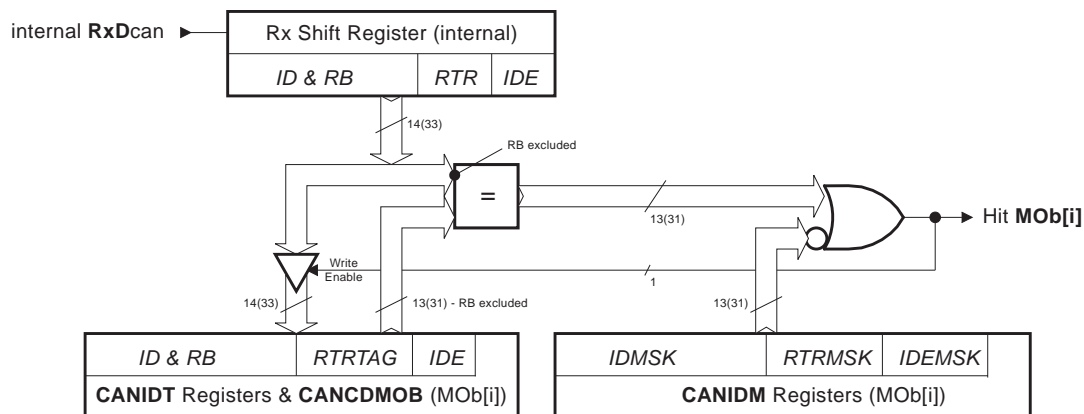 internal RxDcan
Rx Shift Register (internal)
ID & RB RTR IDE
14(33)
RB excluded
=
13(31)
Hit MOb[i]
Write
Enable
1
14(33)
13(31) - RB excluded
13(31)
ID & RB RTRTAG IDE
CANIDT Registers & CANCDMOB (MOb[i])
IDMSK RTRMSK IDEMSK
CANIDM Registers (MOb[i])